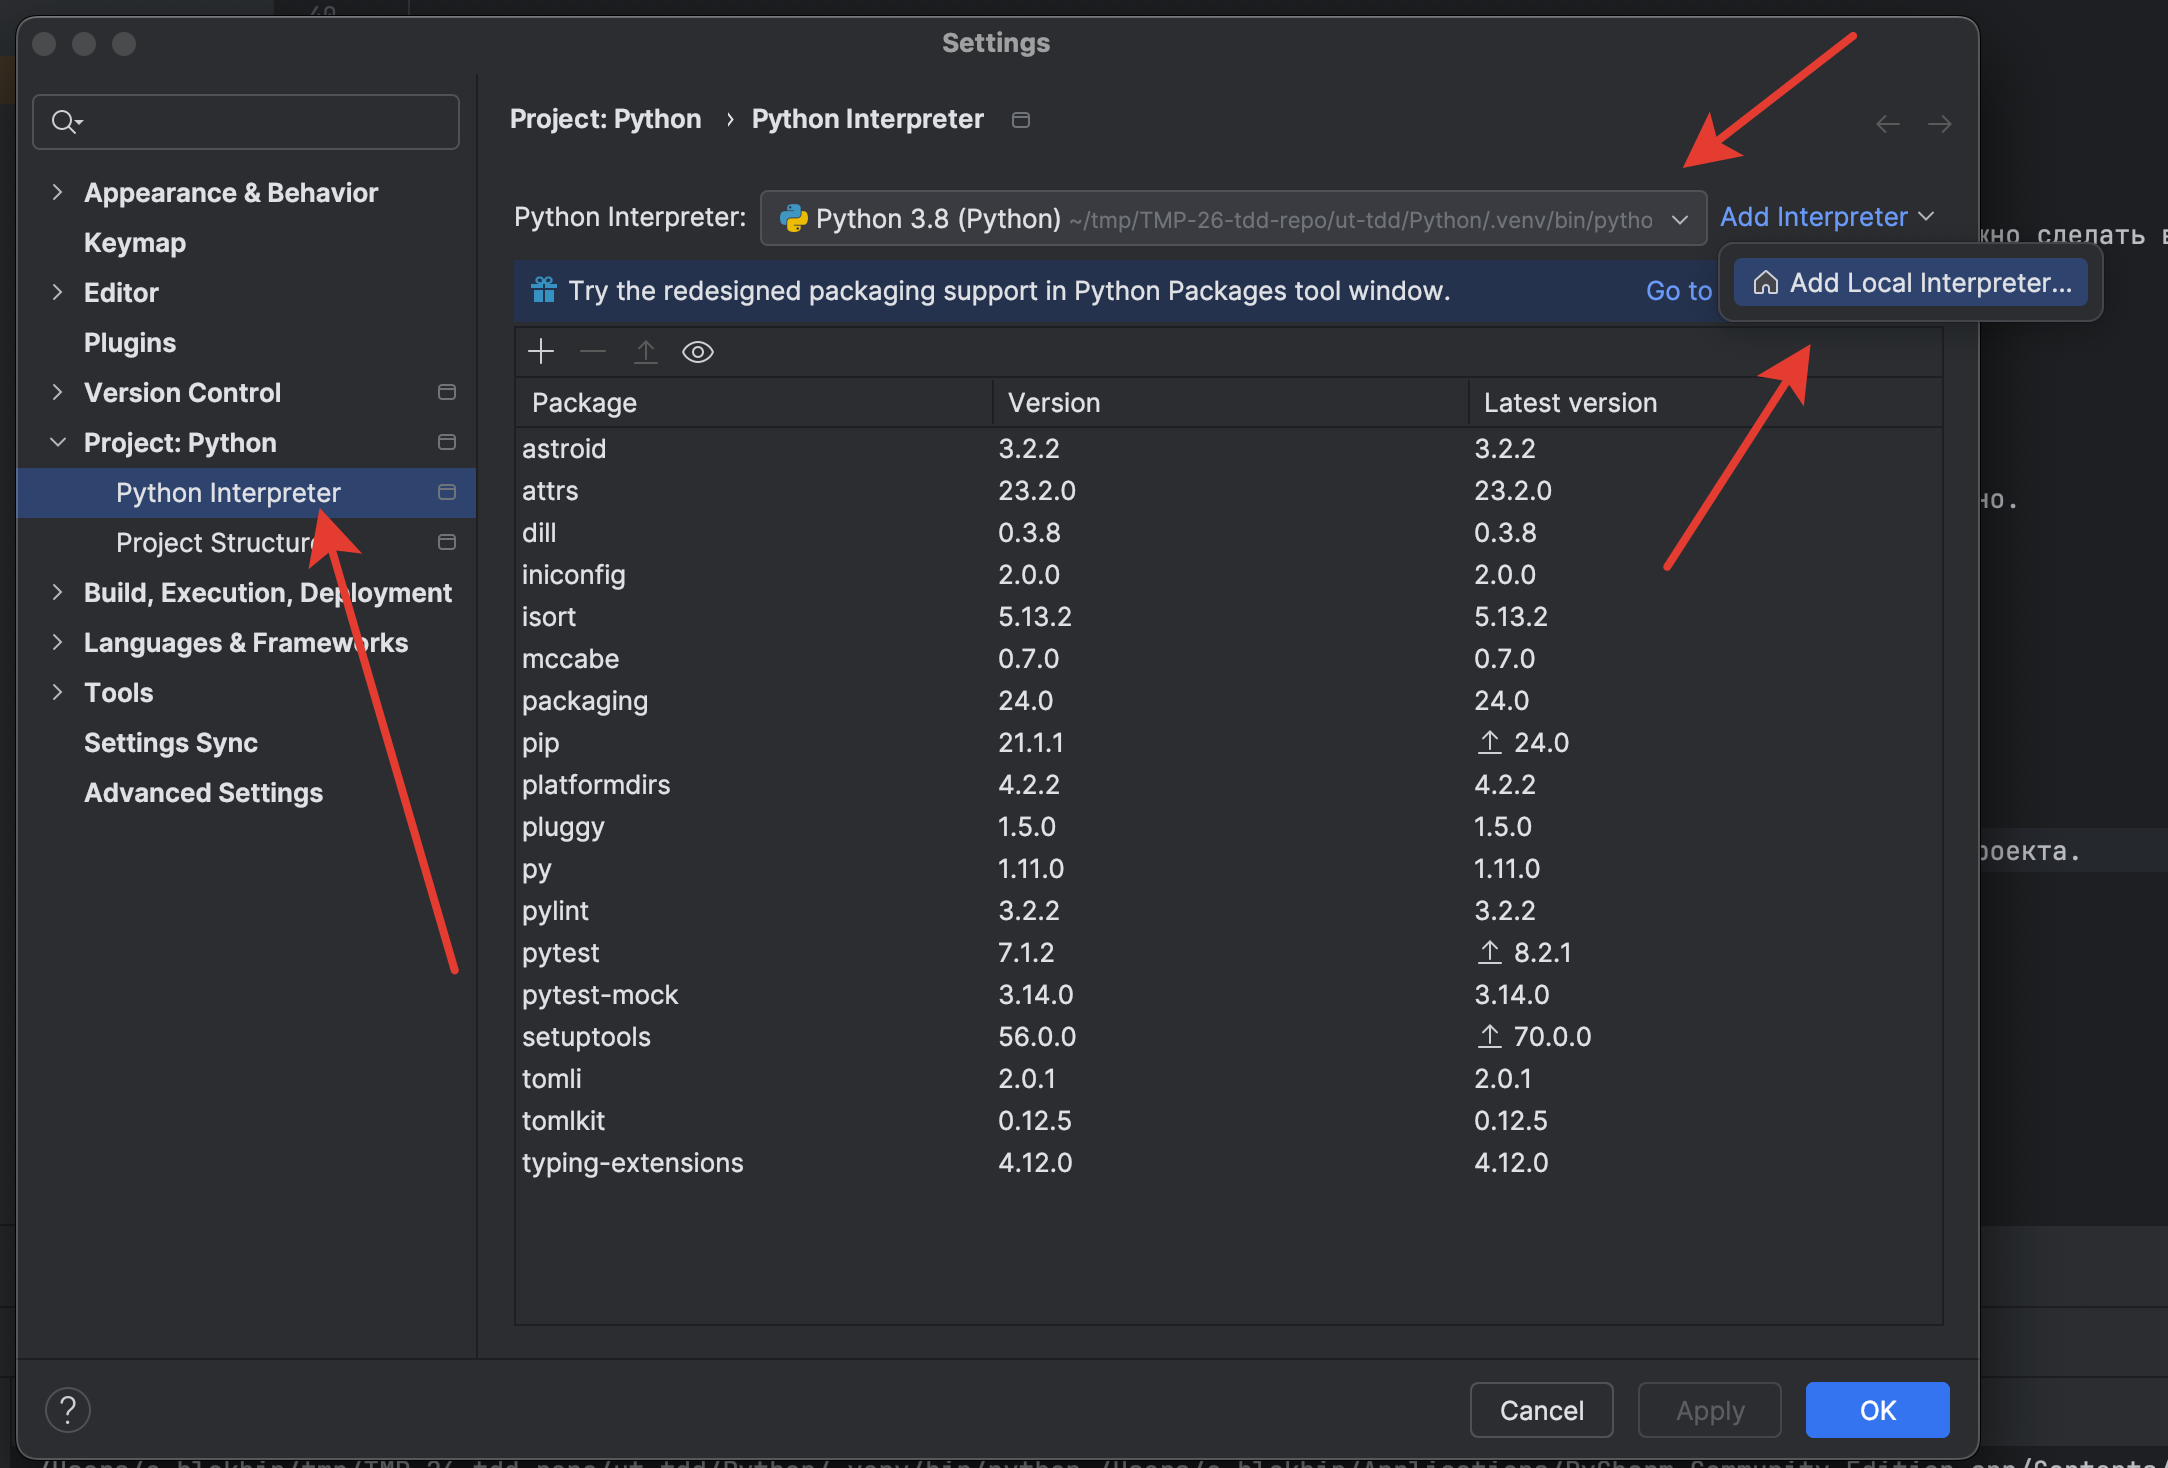 40
Settings
Project: Python › Python Interpreter
Python Interpreter: Python 3.8 (Python) ~/tmp/TMP-26-tdd-repo/ut-tdd/Python/.venv/bin/pytho Add Interpreter
Add Local Interpreter...
Try the redesigned packaging support in Python Packages tool window. Go to
Appearance & Behavior
Keymap
Editor
Plugins
Version Control
Project: Python
Python Interpreter
Project Structure
Build, Execution, Deployment
Languages & Frameworks
Tools
Settings Sync
Advanced Settings
Package Version Latest version
astroid 3.2.2 3.2.2
attrs 23.2.0 23.2.0
dill 0.3.8 0.3.8
iniconfig 2.0.0 2.0.0
isort 5.13.2 5.13.2
mccabe 0.7.0 0.7.0
packaging 24.0 24.0
pip 21.1.1 24.0
platformdirs 4.2.2 4.2.2
pluggy 1.5.0 1.5.0
py 1.11.0 1.11.0
pylint 3.2.2 3.2.2
pytest 7.1.2 8.2.1
pytest-mock 3.14.0 3.14.0
setuptools 56.0.0 70.0.0
tomli 2.0.1 2.0.1
tomlkit 0.12.5 0.12.5
typing-extensions 4.12.0 4.12.0
сделать
?
Cancel Apply OK